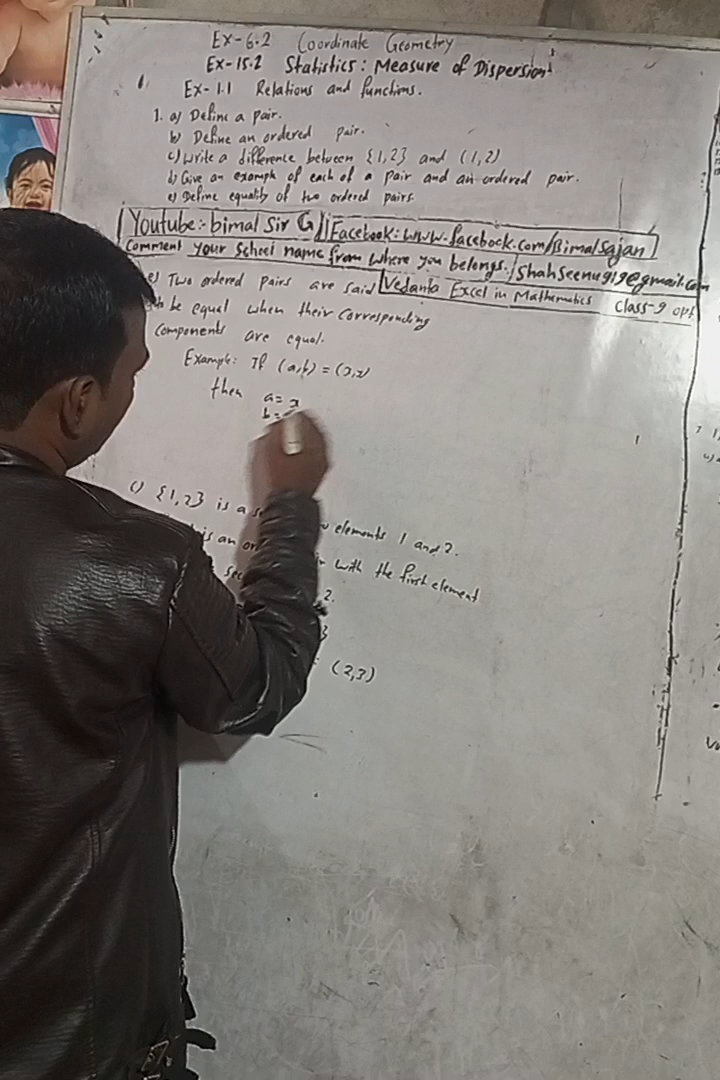 Ex-6.2 Coordinate Geometry
Ex-15.2 Statistics: Measure of Dispersion
Ex-1.1 Relations and functions.
1. a) Define a pair.
b) Define an ordered pair.
c) Write a difference between {1,2} and (1,2)
d) Give an example of each of a pair and an ordered pair.
e) Define equality of two ordered pairs.
Youtube:- bimal Sir G Facebook: www.facebook.com/Bimalsajan
Comment your School name from where you belongs. Shahseenu919@gmail.com
Vedanta Excel in Mathematics Class-9 opt
e) Two ordered pairs are said
be equal when their corresponding
components are equal.
Example: If (a,b) = (x,y)
then a = x
b =
c) {1,2} is a elements 1 and 2.
is an with the first element
2.
3
(2,3)